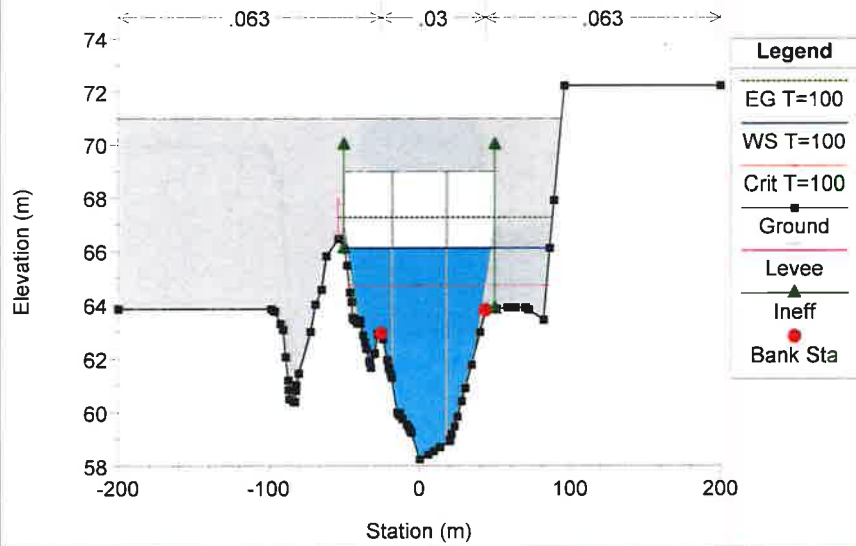 .063 .03 .063
74
72
70
68
66
64
62
60
58
-200 -100 0 100 200
Elevation (m)
Station (m)
Legend
EG T=100
WS T=100
Crit T=100
Ground
Levee
Ineff
Bank Sta